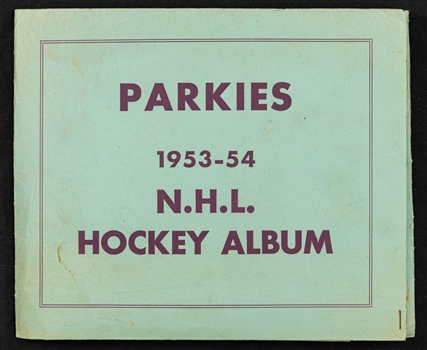 PARKIES
1953-54
N.H.L.
HOCKEY ALBUM